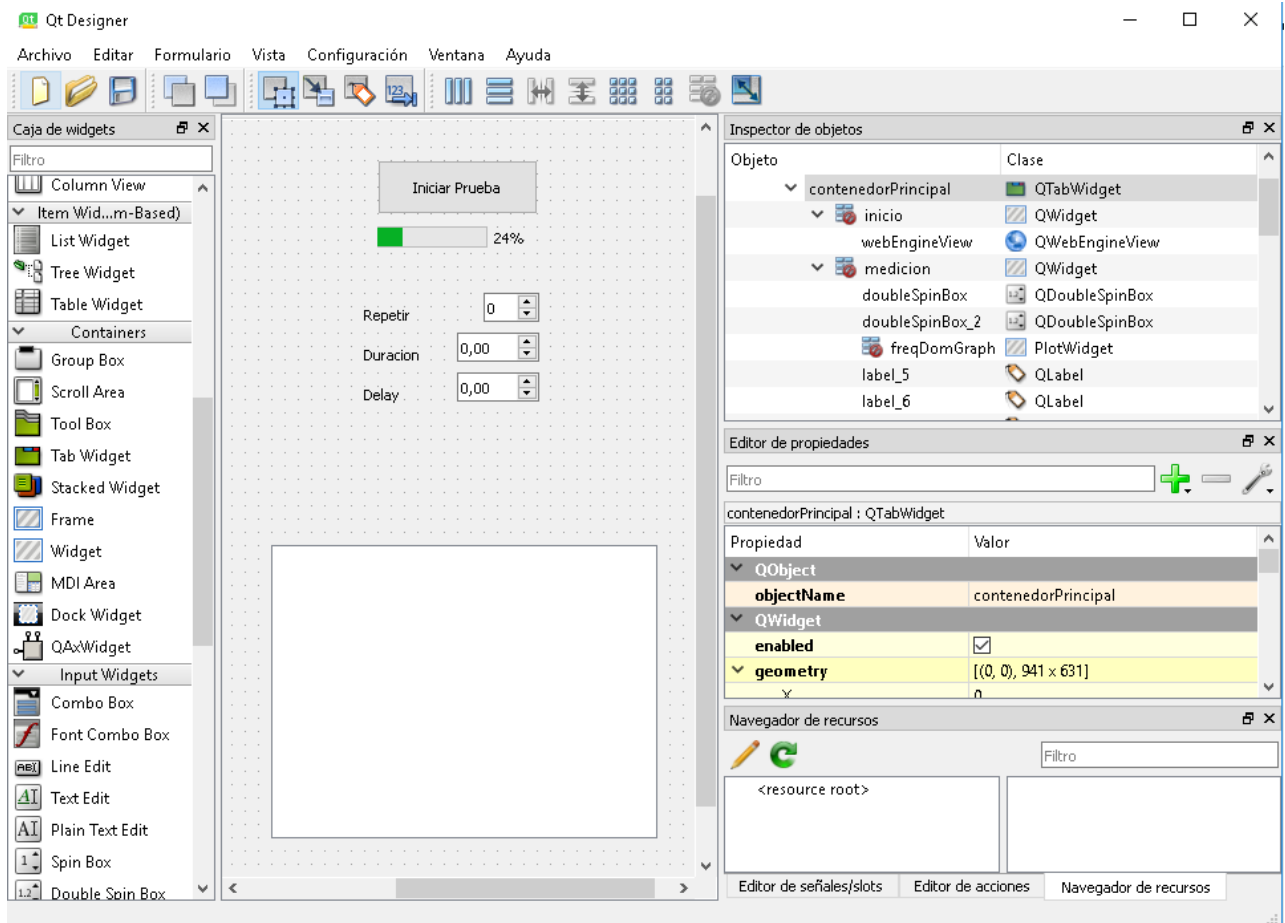 Qt Designer
Archivo Editar Formulario Vista Configuración Ventana Ayuda
Caja de widgets
Filtro
Column View
Item Wid...m-Based)
List Widget
Tree Widget
Table Widget
Containers
Group Box
Scroll Area
Tool Box
Tab Widget
Stacked Widget
Frame
Widget
MDI Area
Dock Widget
QAxWidget
Input Widgets
Combo Box
Font Combo Box
Line Edit
Text Edit
Plain Text Edit
Spin Box
Double Spin Box
Iniciar Prueba
24%
Repetir 0
Duracion 0,00
Delay 0,00
Inspector de objetos
Objeto Clase
contenedorPrincipal QTabWidget
inicio QWidget
webEngineView QWebEngineView
medicion QWidget
doubleSpinBox QDoubleSpinBox
doubleSpinBox_2 QDoubleSpinBox
freqDomGraph PlotWidget
label_5 QLabel
label_6 QLabel
Editor de propiedades
Filtro
contenedorPrincipal : QTabWidget
Propiedad Valor
QObject
objectName contenedorPrincipal
QWidget
enabled
geometry [(0, 0), 941 x 631]
X 0
Navegador de recursos
Filtro
<resource root>
Editor de señales/slots Editor de acciones Navegador de recursos